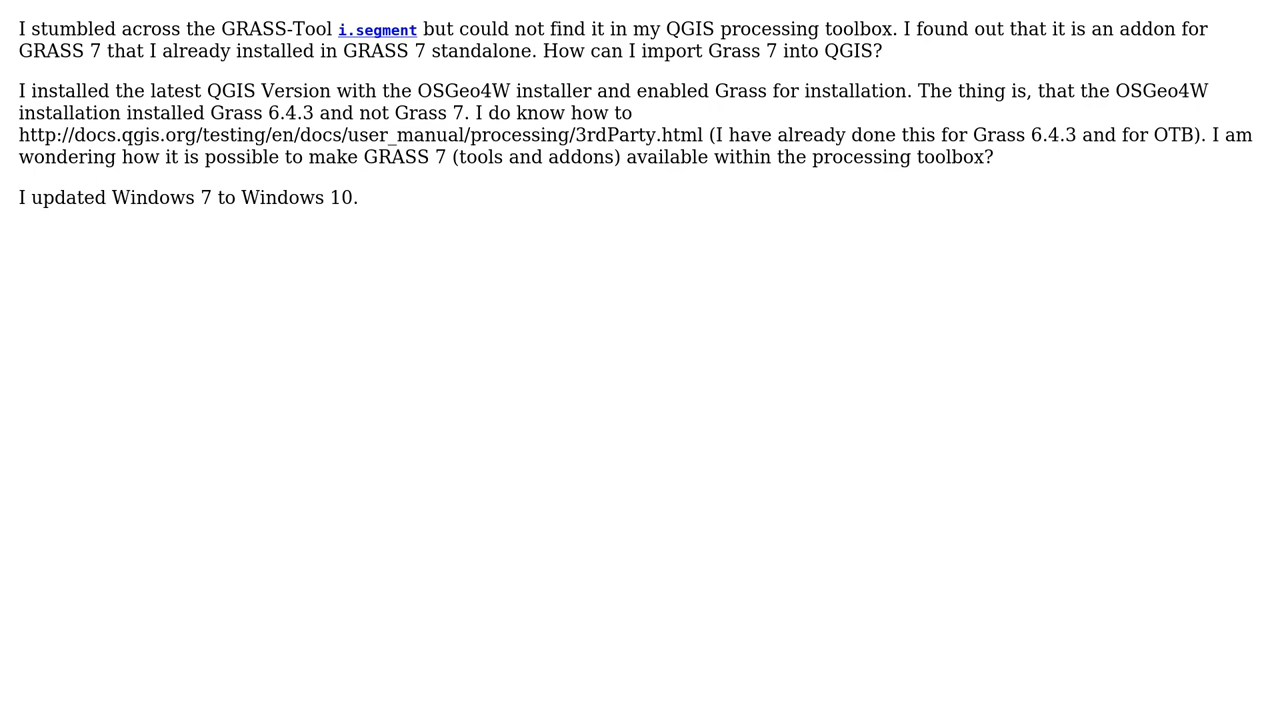 I stumbled across the GRASS-Tool i.segment but could not find it in my QGIS processing toolbox. I found out that it is an addon for
GRASS 7 that I already installed in GRASS 7 standalone. How can I import Grass 7 into QGIS?
I installed the latest QGIS Version with the OSGeo4W installer and enabled Grass for installation. The thing is, that the OSGeo4W
installation installed Grass 6.4.3 and not Grass 7. I do know how to
http://docs.qgis.org/testing/en/docs/user_manual/processing/3rdParty.html (I have already done this for Grass 6.4.3 and for OTB). I am
wondering how it is possible to make GRASS 7 (tools and addons) available within the processing toolbox?
I updated Windows 7 to Windows 10.